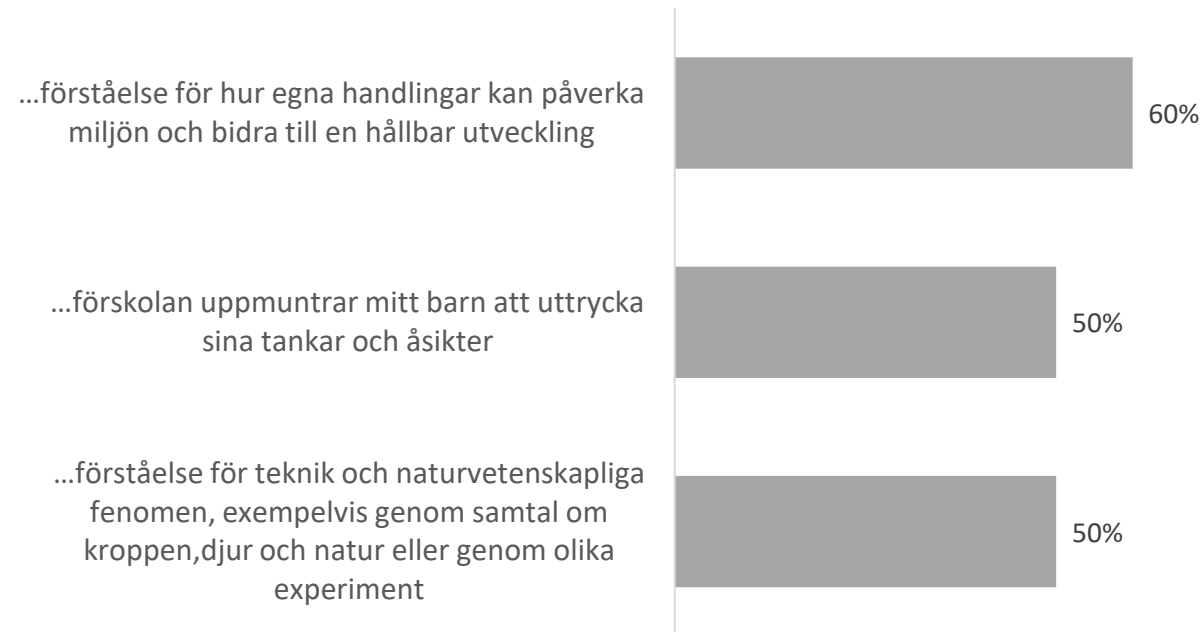 ...förståelse för hur egna handlingar kan påverka
miljön och bidra till en hållbar utveckling
60%
...förskolan uppmuntrar mitt barn att uttrycka
sina tankar och åsikter
50%
...förståelse för teknik och naturvetenskapliga
fenomen, exempelvis genom samtal om
kroppen,djur och natur eller genom olika
experiment
50%